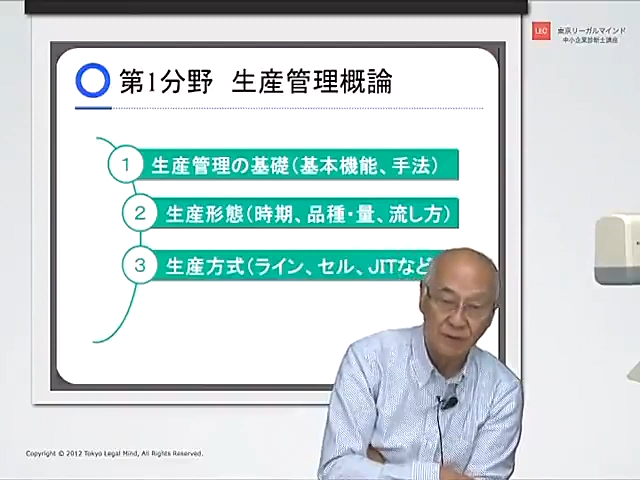 LEC 東京リーガルマインド
中小企業診断士講座
第1分野 生産管理概論
1 生産管理の基礎(基本機能、手法)
2 生産形態(時期、品種・量、流し方)
3 生産方式(ライン、セル、JITなど
Copyright © 2012 Tokyo Legal Mind, All Rights Reserved.